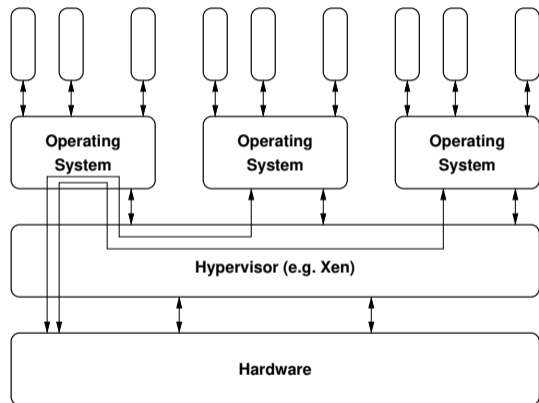 Operating
System
Operating
System
Operating
System
Hypervisor (e.g. Xen)
Hardware